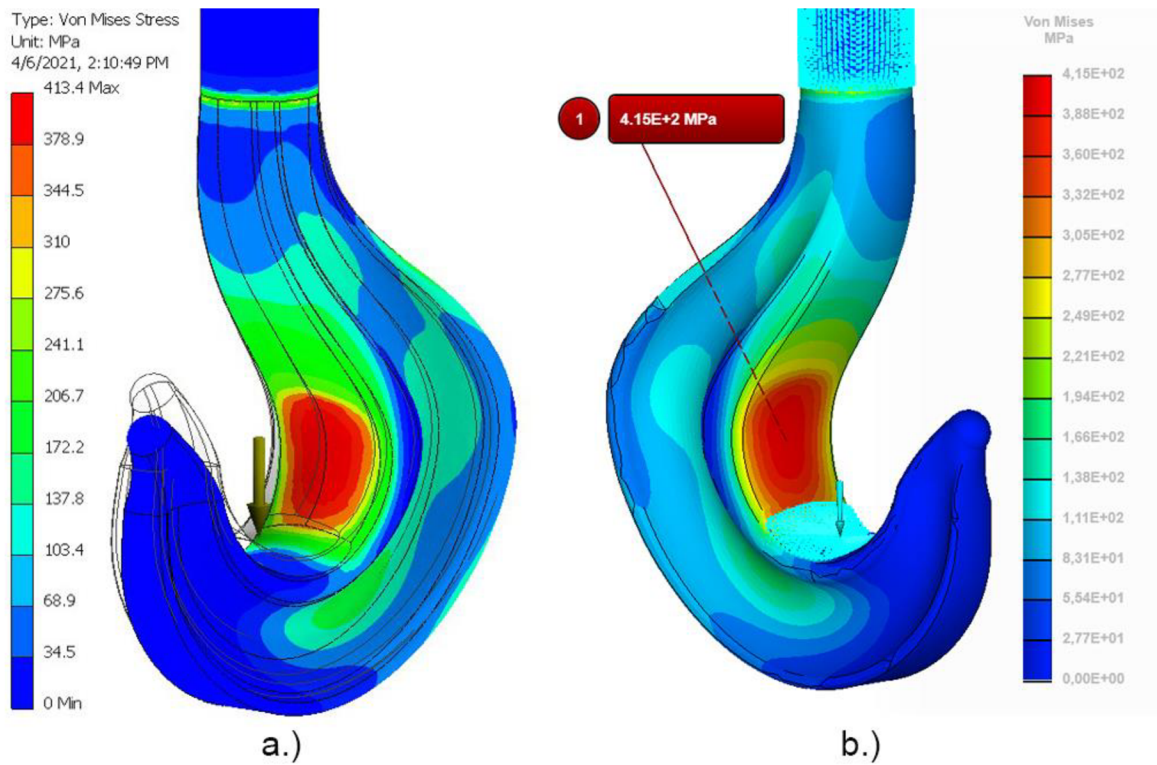 Type: Von Mises Stress
Unit: MPa
4/6/2021, 2:10:49 PM
413.4 Max
378.9
344.5
310
275.6
241.1
206.7
172.2
137.8
103.4
68.9
34.5
0 Min
a.)
1
4.15E+2 MPa
Von Mises
MPa
4,15E+02
3,88E+02
3,60E+02
3,32E+02
3,05E+02
2,77E+02
2,49E+02
2,21E+02
1,94E+02
1,66E+02
1,38E+02
1,11E+02
8,31E+01
5,54E+01
2,77E+01
0,00E+00
b.)